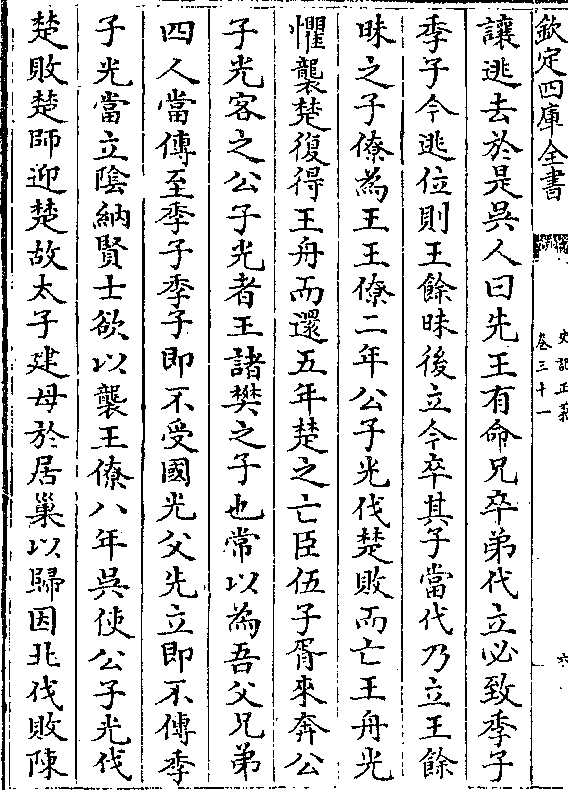 欽定四庫全書
史記正義
卷三十一
六
讓逃去於是吳人曰先王有命兄卒弟代立必致季子
季子今逃位則王餘昧後立今卒其子當代乃立王餘
昧之子僚為王王僚二年公子光伐楚敗而亡王舟光
懼襲楚復得王舟而還五年楚之亡臣伍子胥來奔公
子光客之公子光者王諸樊之子也常以為吾父兄弟
四人當傳至季子季子即不受國光父先立即不傳季
子光當立陰納賢士欲以襲王僚八年吳使公子光伐
楚敗楚師迎楚故太子建母於居巢以歸因北伐敗陳